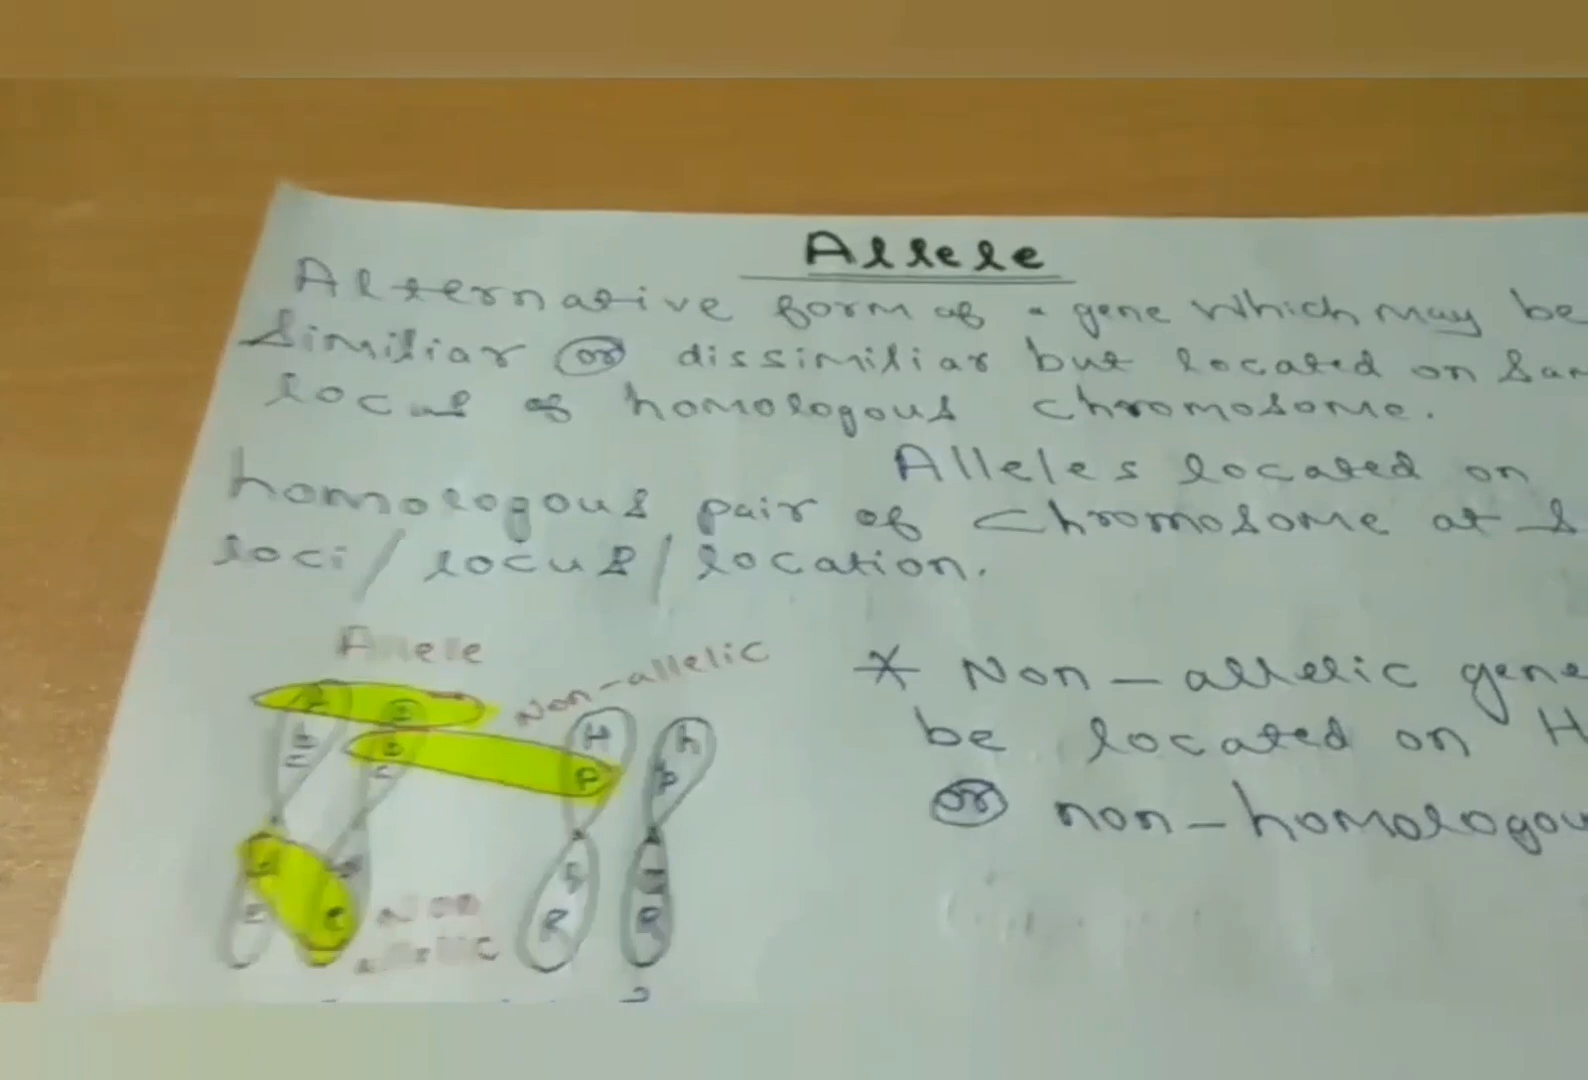 Allele
Alternative form of a gene which may be
Similiar or dissimiliar but located on
locus of homologous chromosome.
Alleles located on
homologous pair of chromosome at
loci / locus / location.
Allele
Non-allelic
* Non-allelic gene
be located on H
or non-homologou
Non
allelic